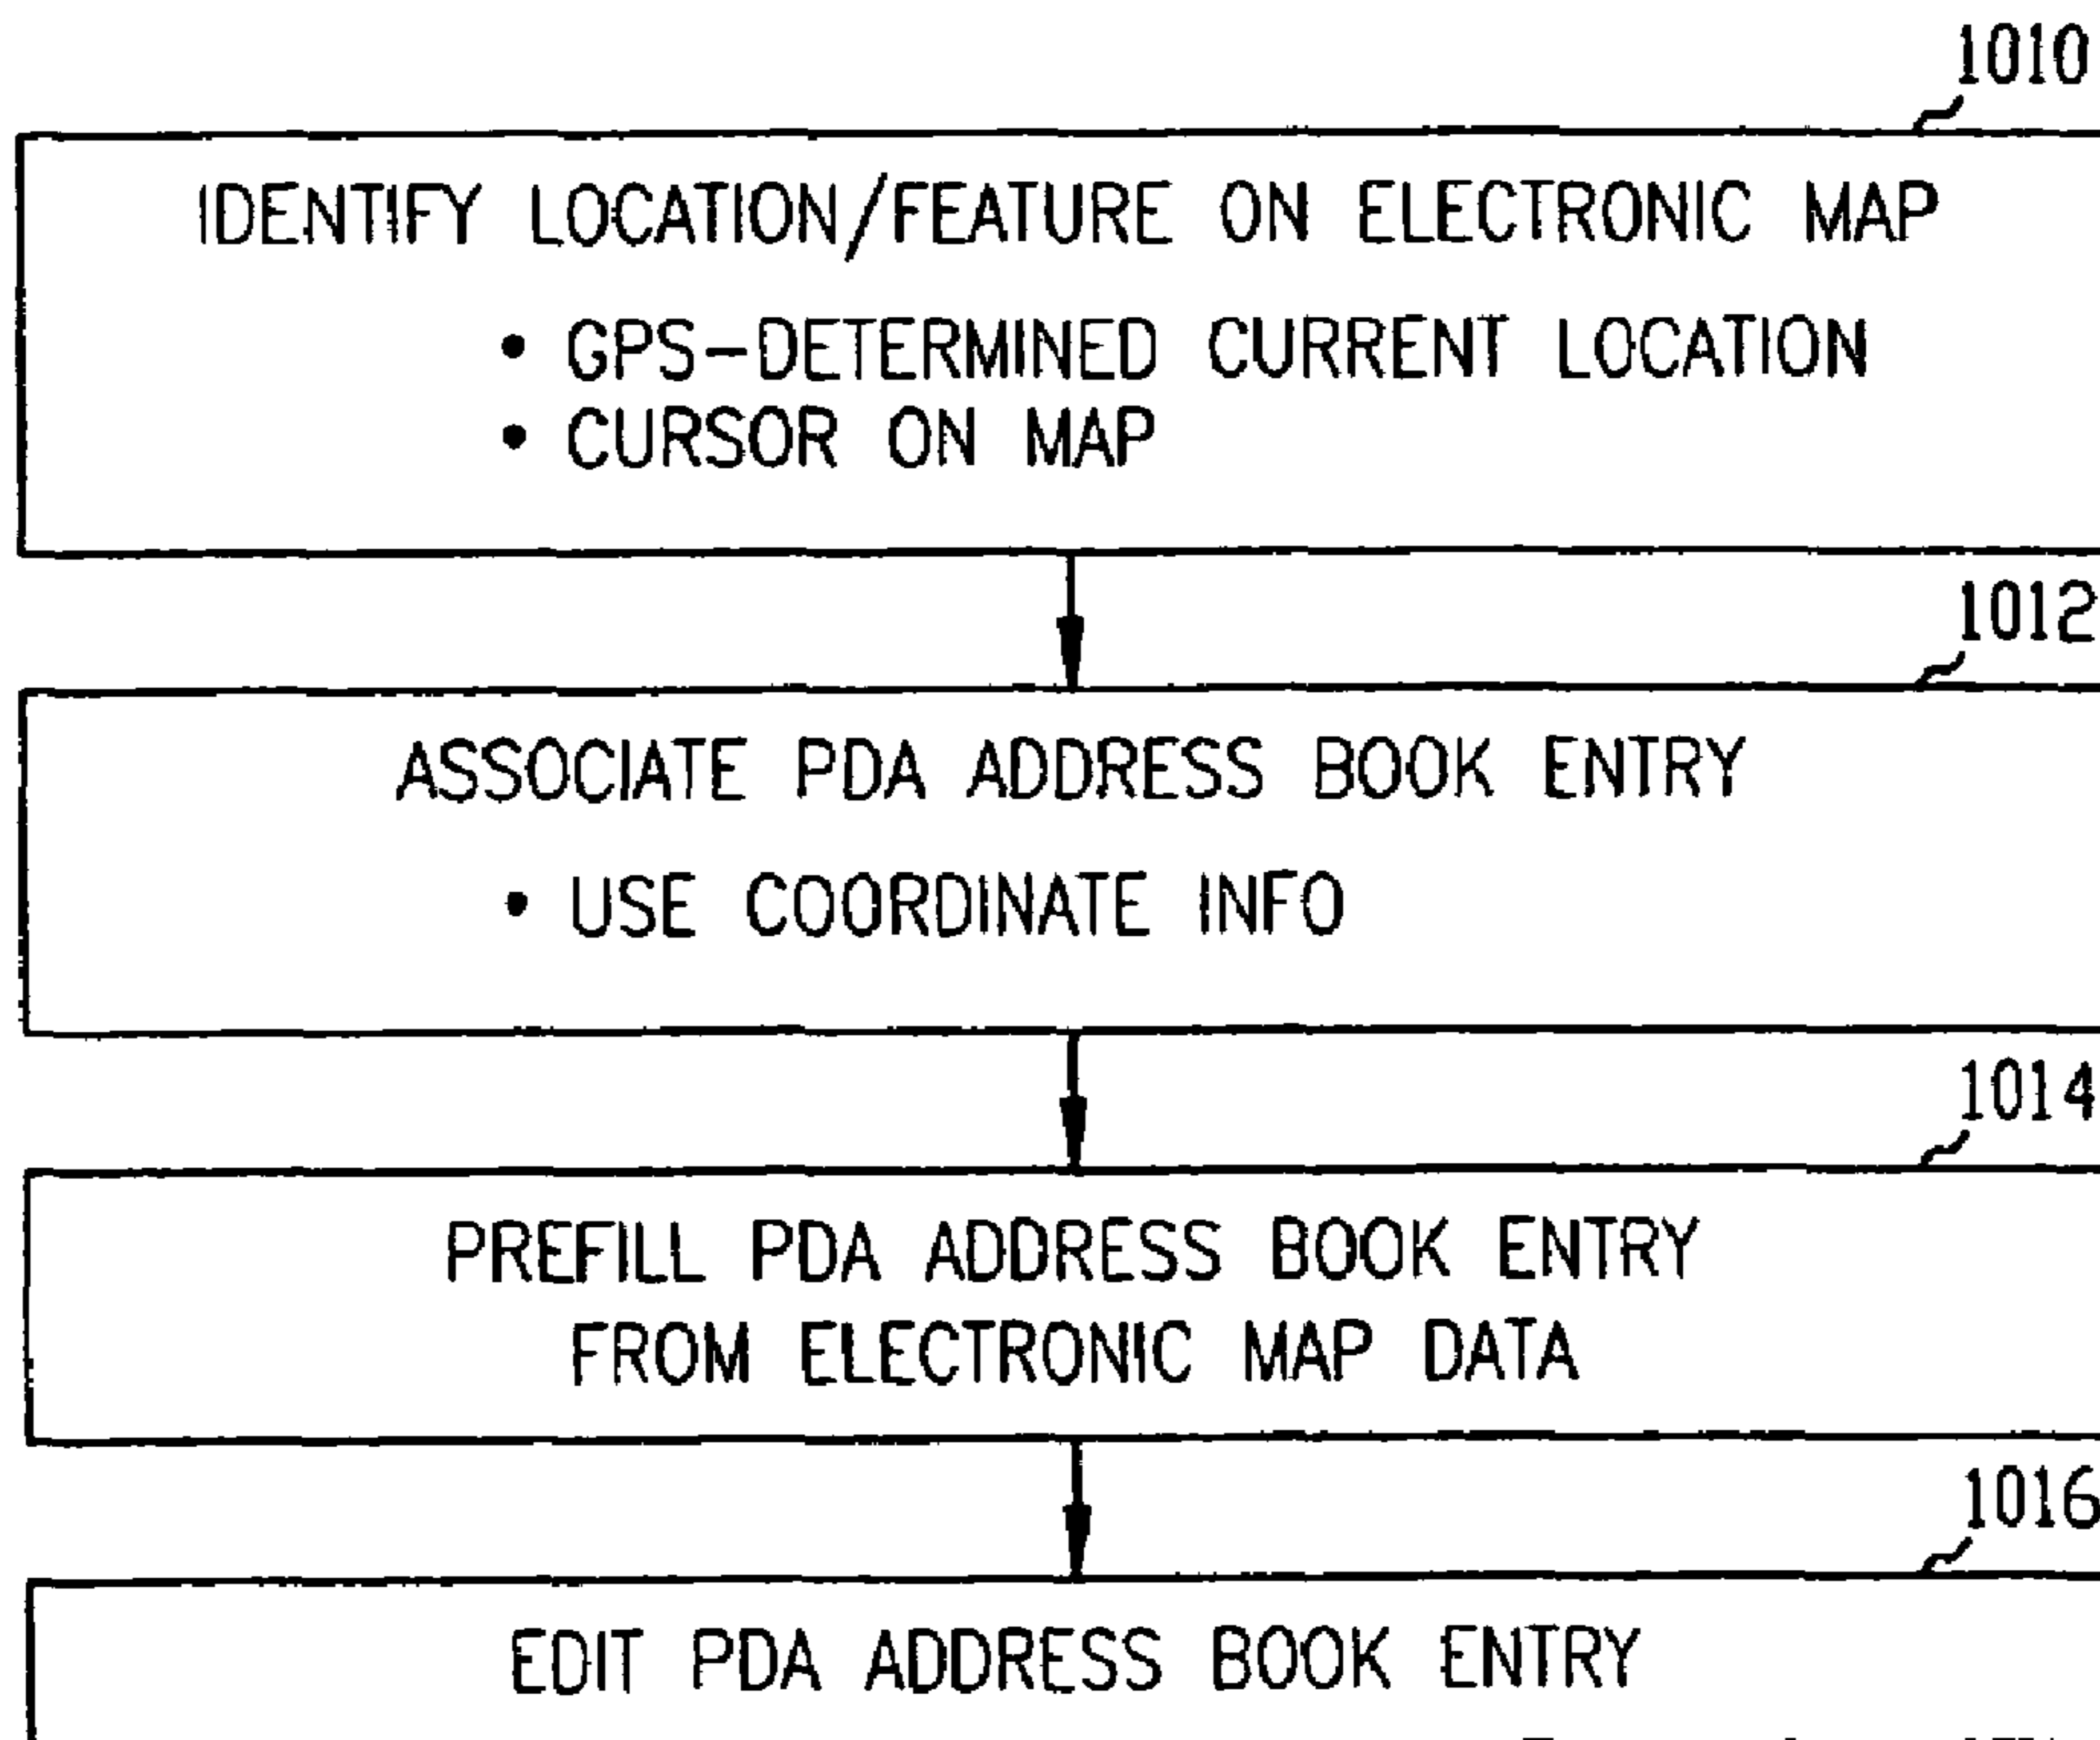 1010
IDENTIFY LOCATION/FEATURE ON ELECTRONIC MAP
• GPS-DETERMINED CURRENT LOCATION
• CURSOR ON MAP
1012
ASSOCIATE PDA ADDRESS BOOK ENTRY
• USE COORDINATE INFO
1014
PREFILL PDA ADDRESS BOOK ENTRY
FROM ELECTRONIC MAP DATA
1016
EDIT PDA ADDRESS BOOK ENTRY